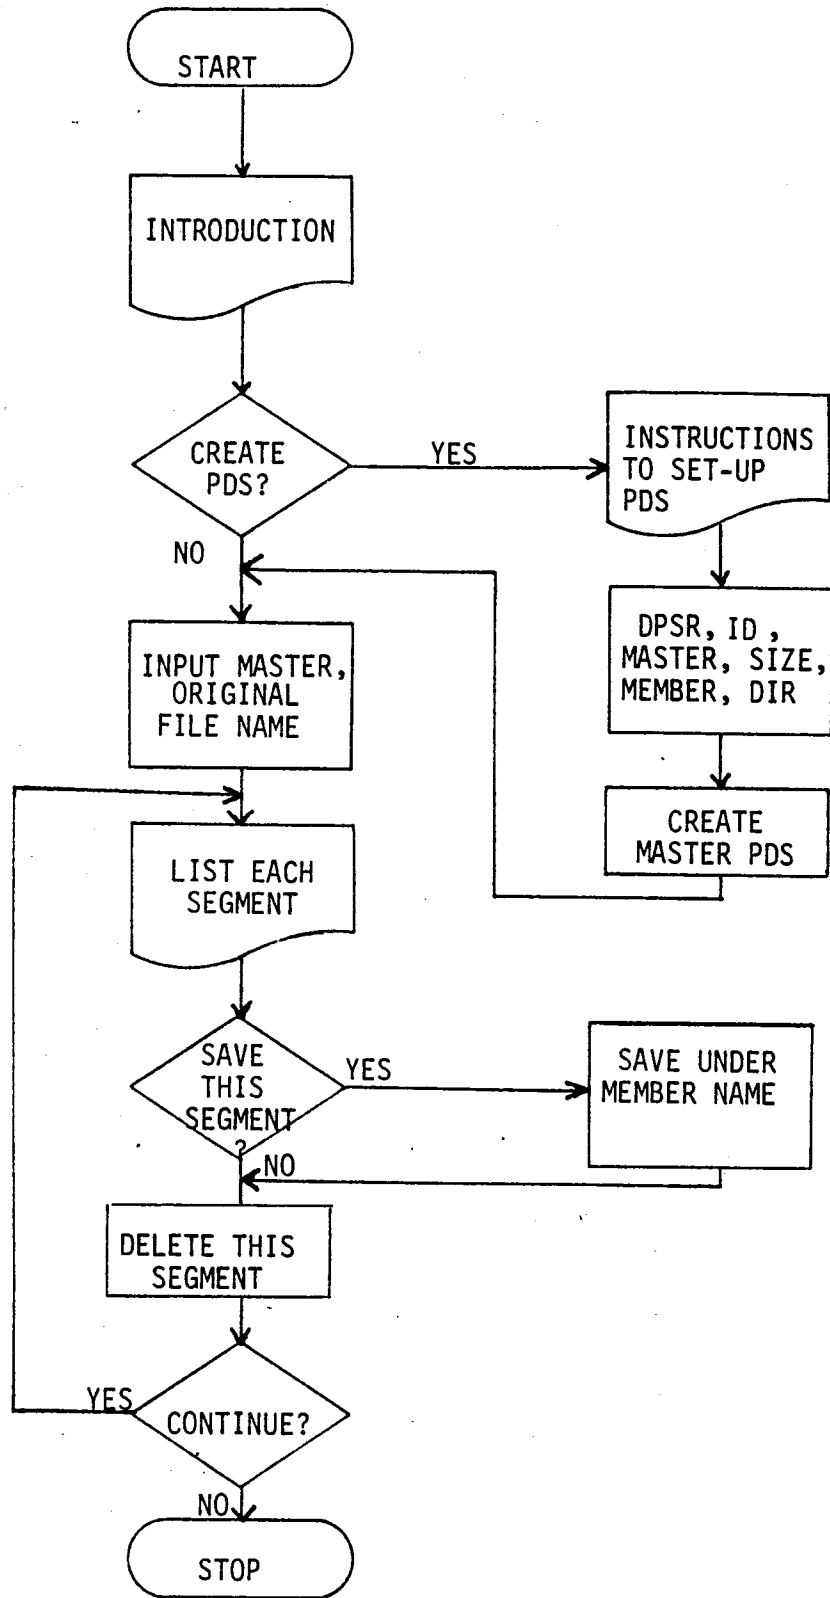 START
INTRODUCTION
CREATE
PDS?
YES
INSTRUCTIONS
TO SET-UP
PDS
NO
DPSR, ID ,
MASTER, SIZE,
MEMBER, DIR
INPUT MASTER,
ORIGINAL
FILE NAME
CREATE
MASTER PDS
LIST EACH
SEGMENT
SAVE
THIS
SEGMENT
?
YES
SAVE UNDER
MEMBER NAME
NO
DELETE THIS
SEGMENT
YES
CONTINUE?
NO
STOP